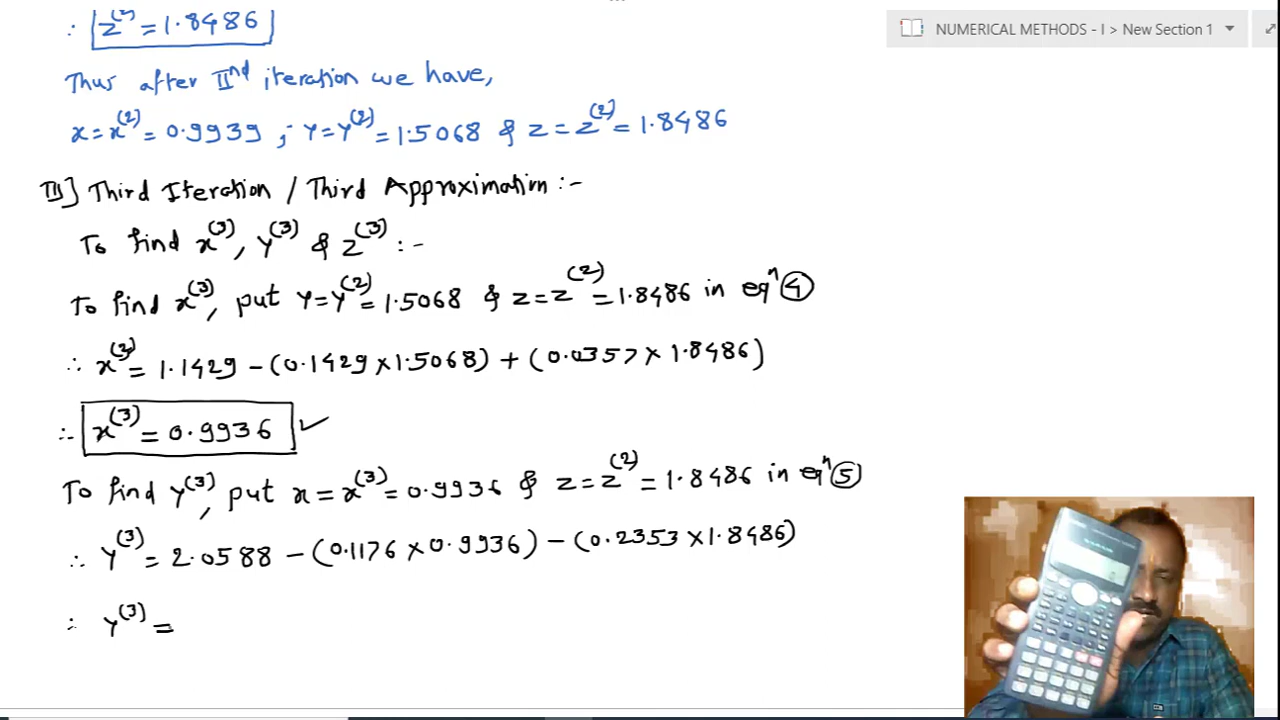 ∴ z⁽²⁾ = 1.8486
NUMERICAL METHODS - I > New Section 1
Thus after IInd iteration we have,
x = x⁽²⁾ = 0.9939 ; y = y⁽²⁾ = 1.5068 & z = z⁽²⁾ = 1.8486
III] Third Iteration / Third Approximation :-
To find x⁽³⁾, y⁽³⁾ & z⁽³⁾ :-
To find x⁽³⁾, put y = y⁽²⁾ = 1.5068 & z = z⁽²⁾ = 1.8486 in eqⁿ ④
∴ x⁽³⁾ = 1.1429 - (0.1429 × 1.5068) + (0.0357 × 1.8486)
∴ x⁽³⁾ = 0.9936 ✓
To find y⁽³⁾, put x = x⁽³⁾ = 0.9936 & z = z⁽²⁾ = 1.8486 in eqⁿ ⑤
∴ y⁽³⁾ = 2.0588 - (0.1176 × 0.9936) - (0.2353 × 1.8486)
∴ y⁽³⁾ =